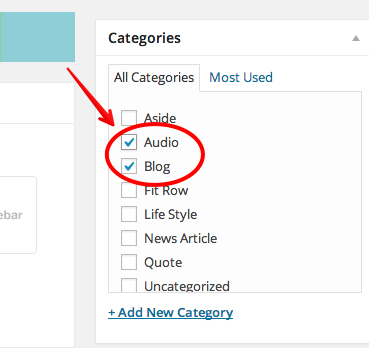 Categories
All Categories
Most Used
Aside
Audio
Blog
Fit Row
Life Style
News Article
Quote
Uncategorized
ebar
+ Add New Category